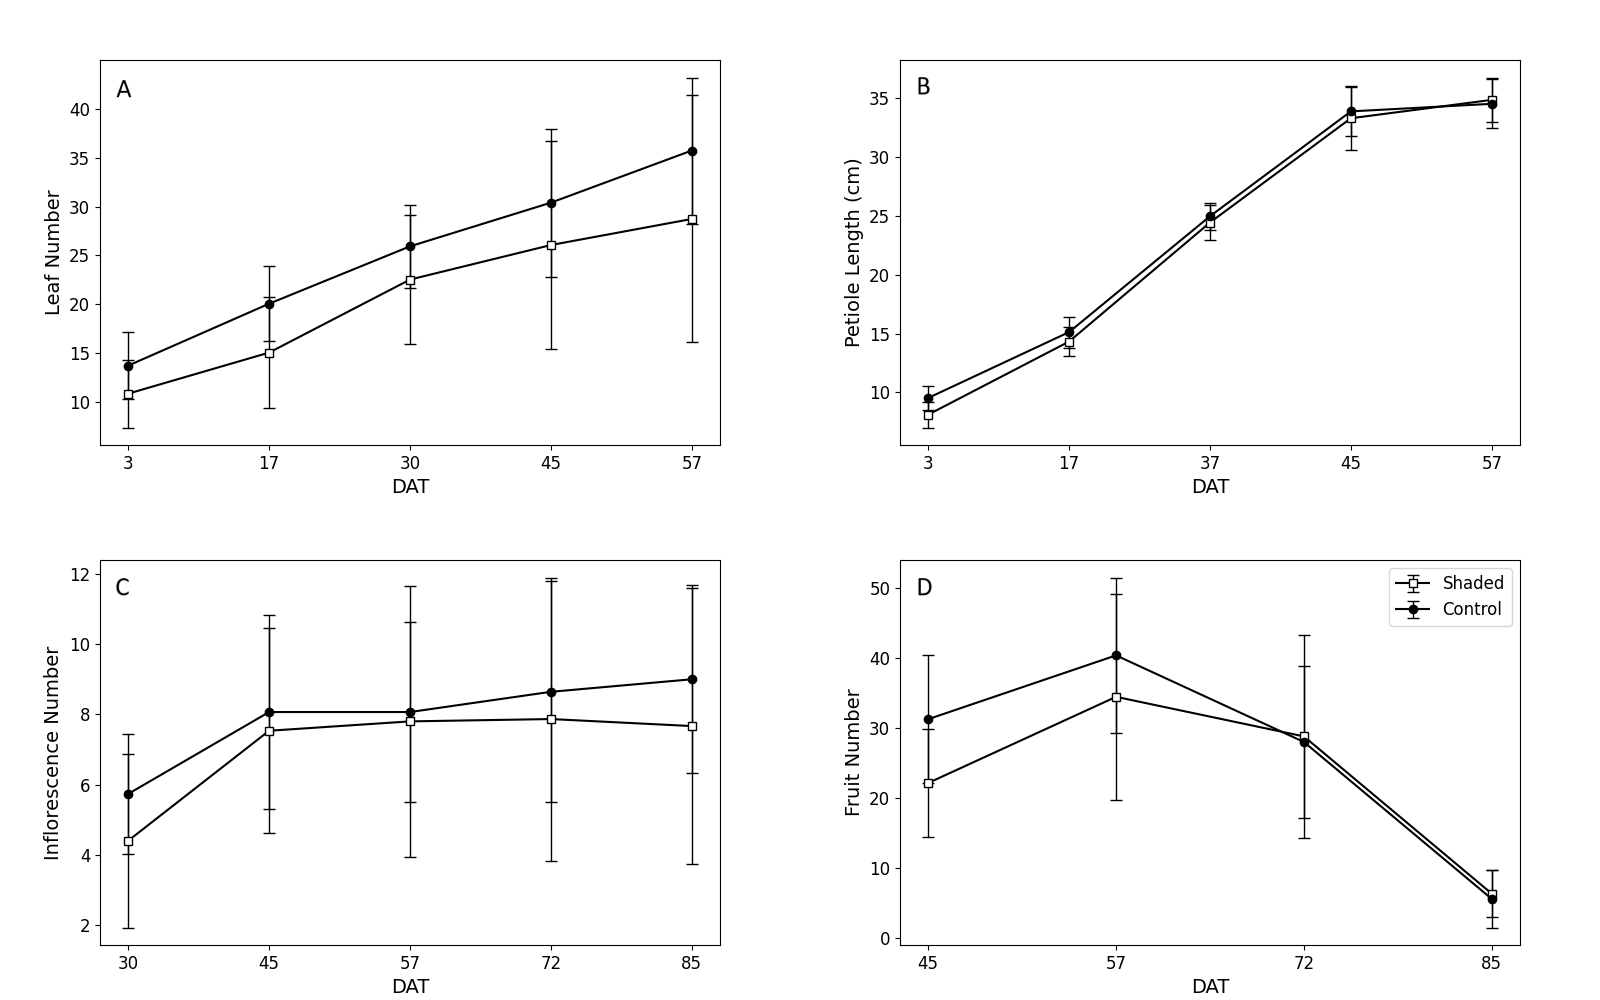 A
Leaf Number
40
35
30
25
20
15
10
3 17 30 45 57
DAT
B
Petiole Length (cm)
35
30
25
20
15
10
3 17 37 45 57
DAT
C
Inflorescence Number
12
10
8
6
4
2
30 45 57 72 85
DAT
D
Shaded
Control
Fruit Number
50
40
30
20
10
0
45 57 72 85
DAT